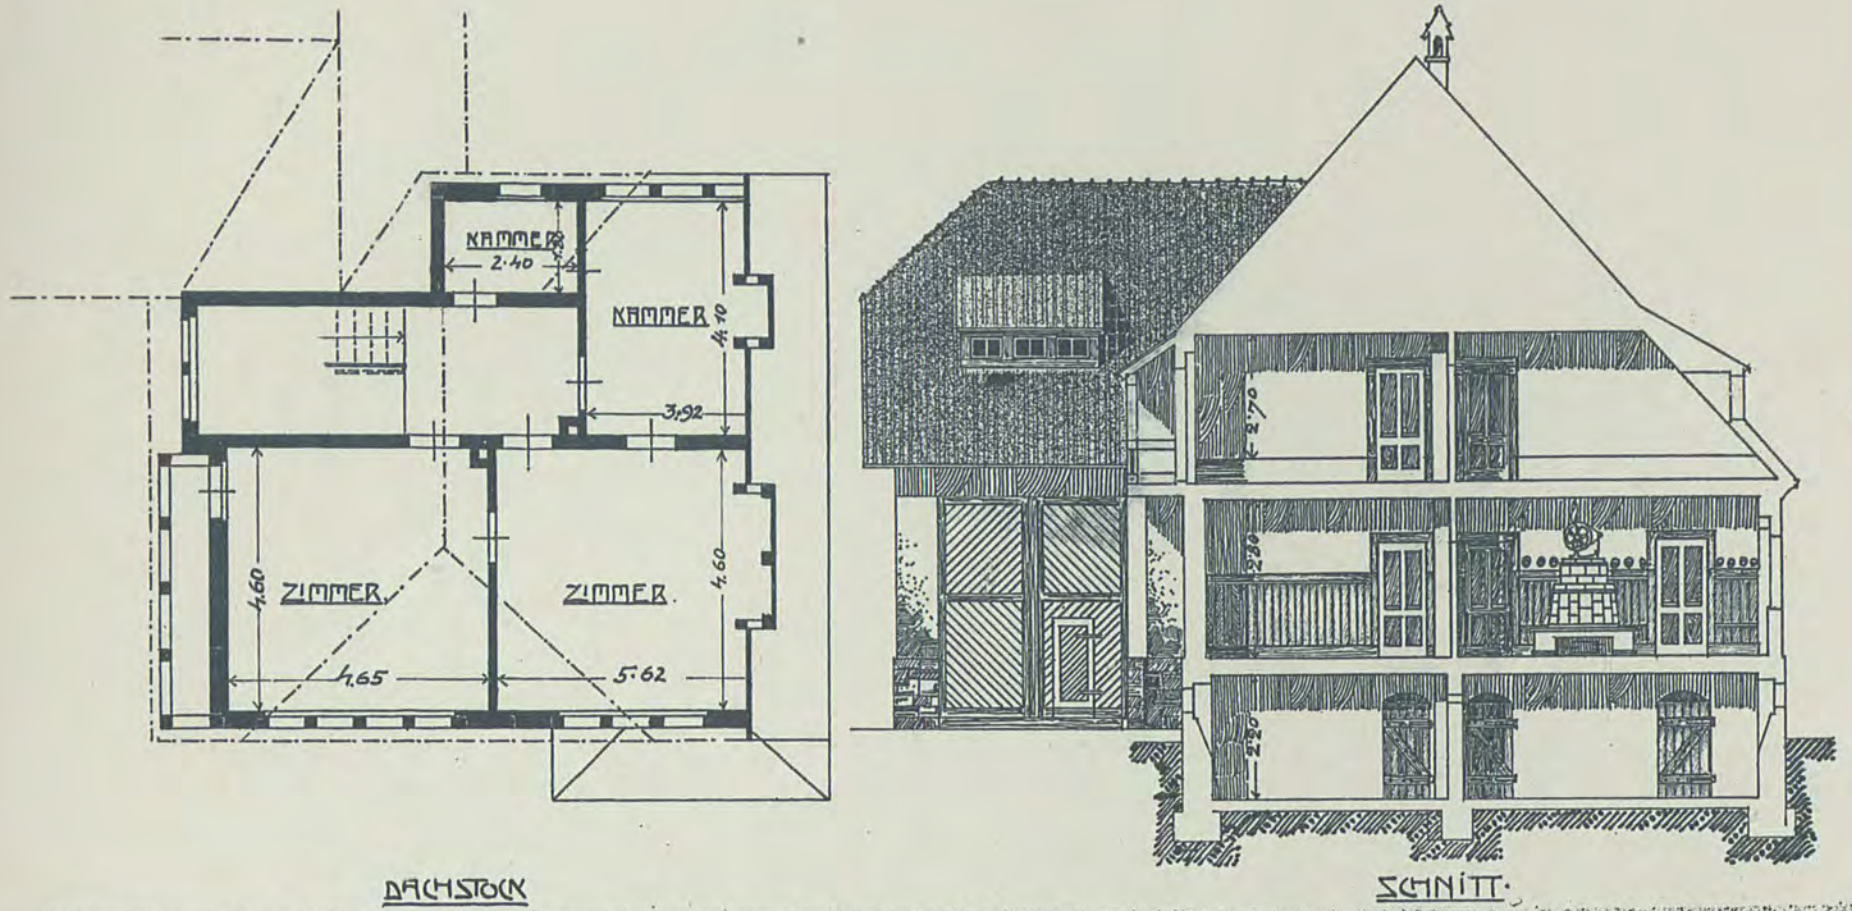 KAMMER
2.40
KAMMER
4.10
3.92
ZIMMER.
4.60
4.65
ZIMMER.
4.60
5.62
DACHSTOCK
2.70
2.80
2.20
SCHNITT.